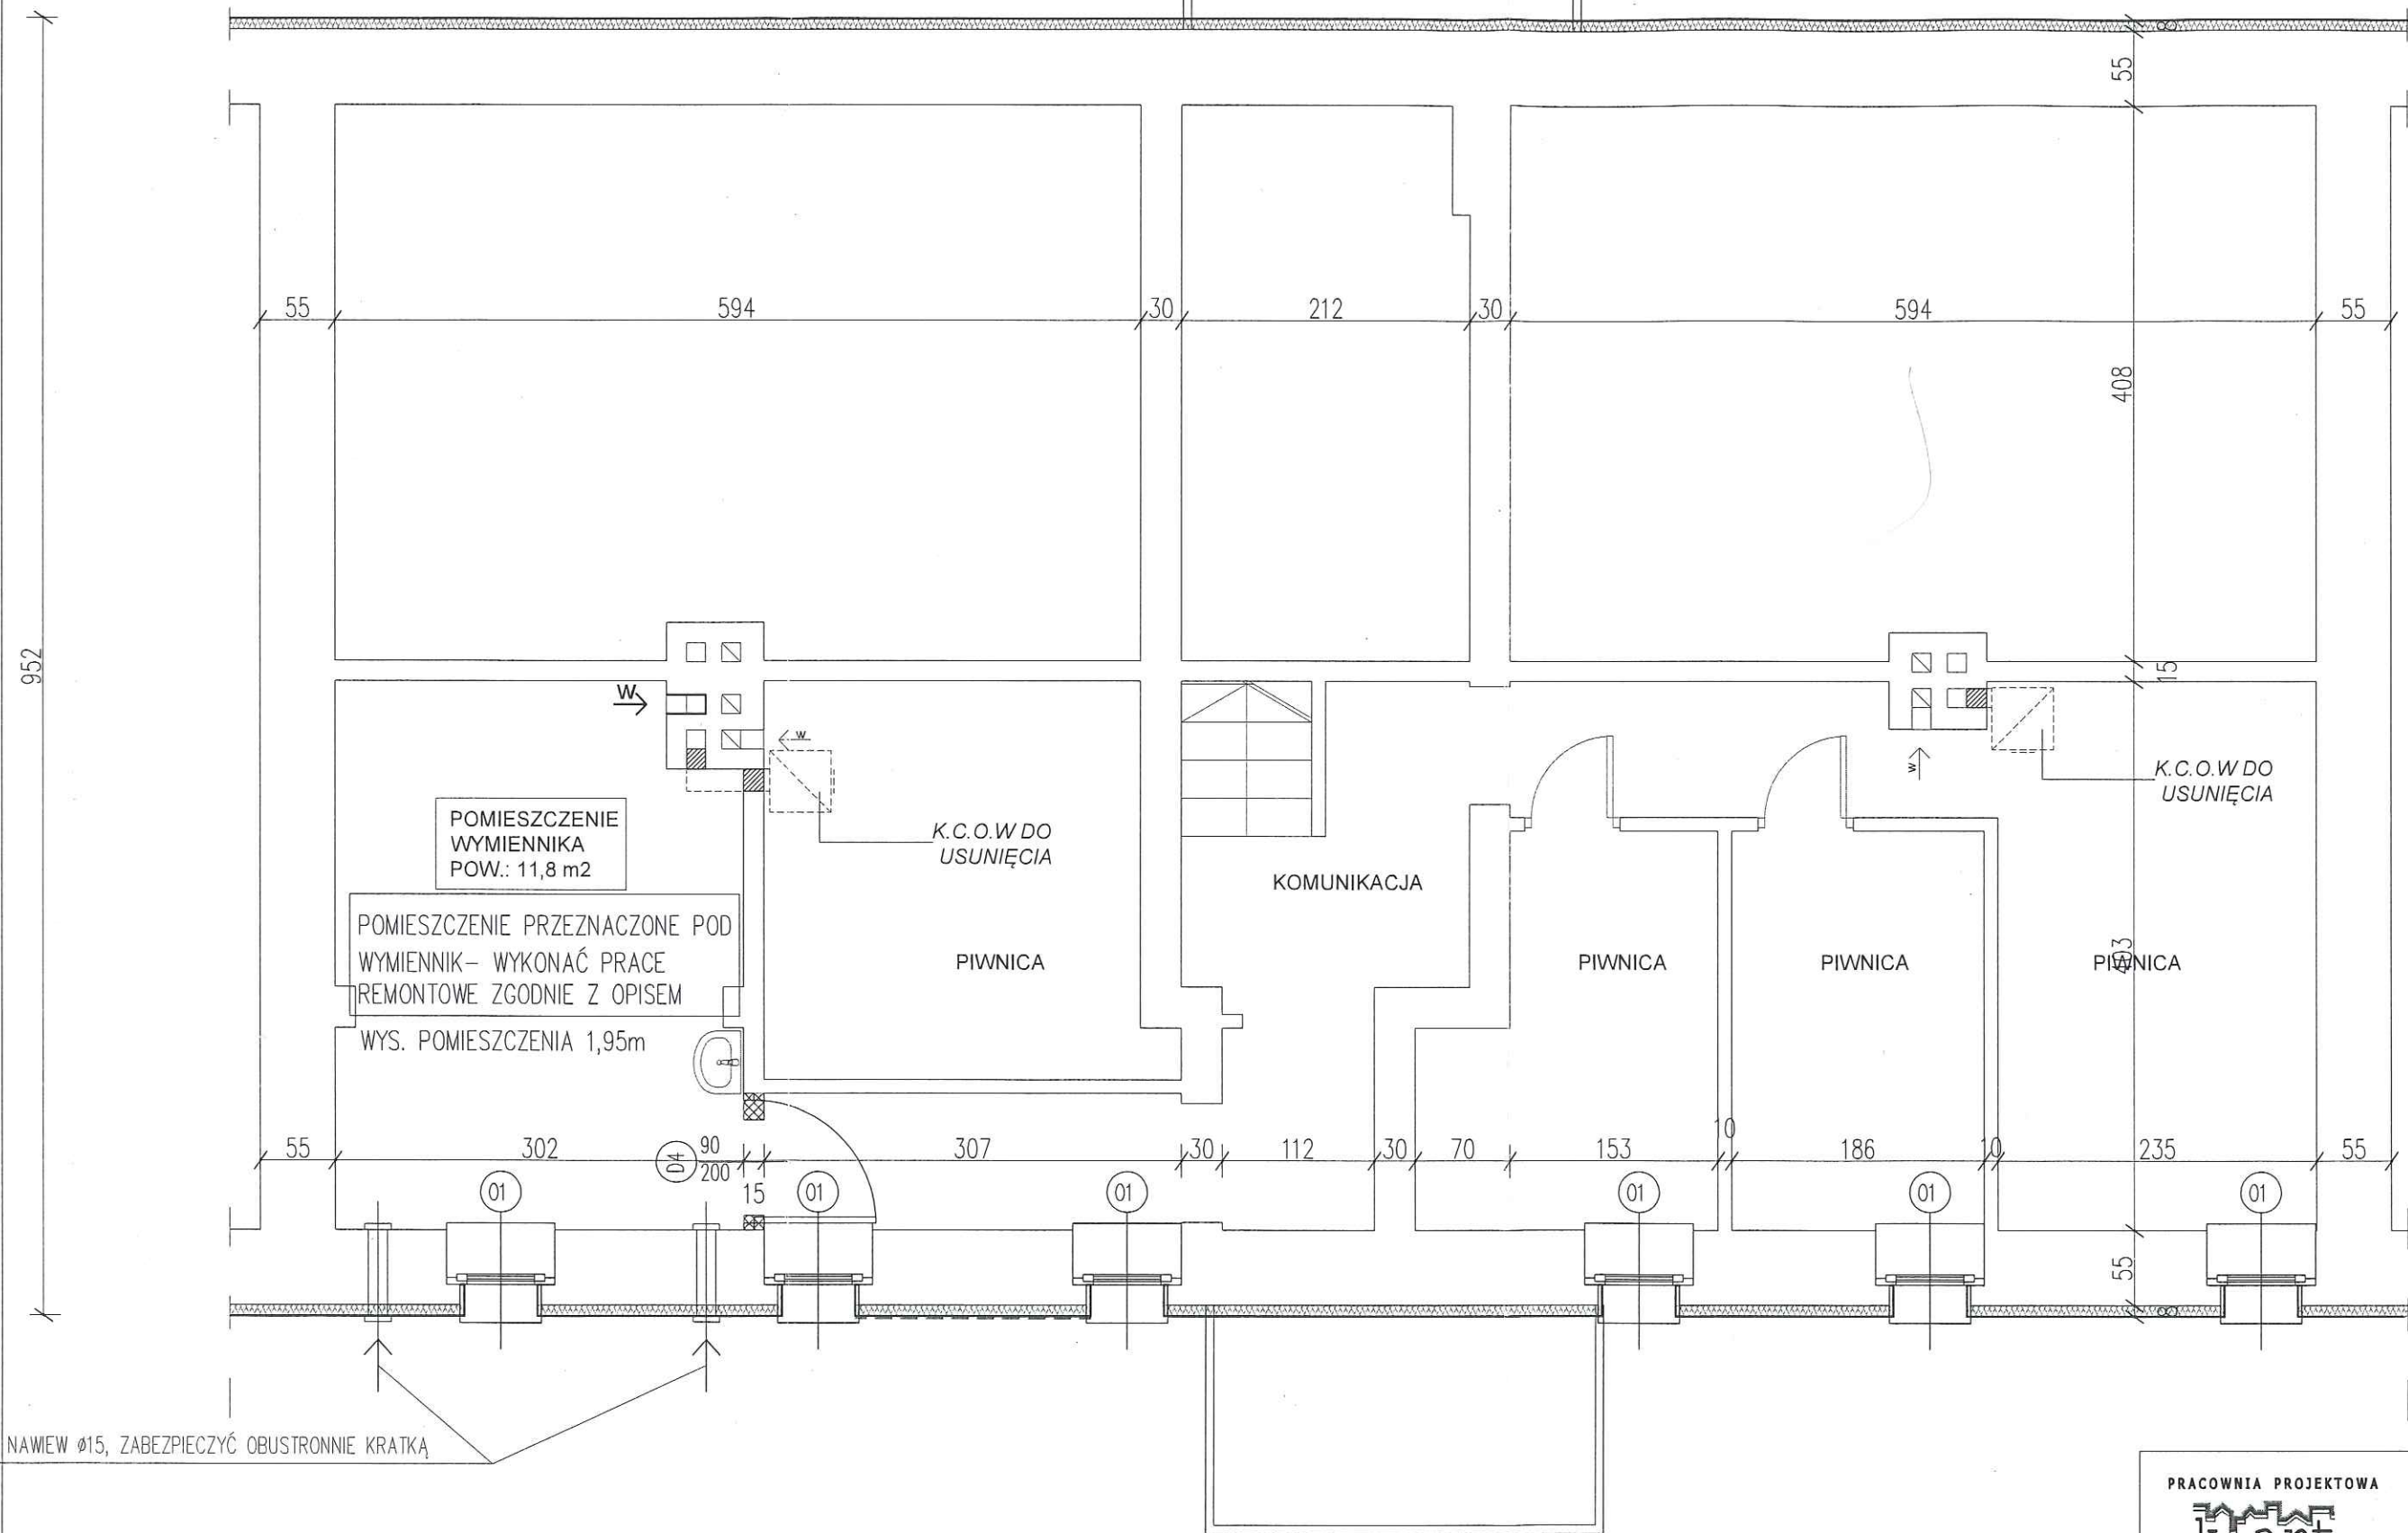 8
55
55
594
30
212
30
594
55
408
952
15
W
w
w
K.C.O.W DO
USUNIĘCIA
POMIESZCZENIE
WYMIENNIKA
POW.: 11,8 m2
K.C.O.W DO
USUNIĘCIA
KOMUNIKACJA
POMIESZCZENIE PRZEZNACZONE POD
WYMIENNIK– WYKONAĆ PRACE
REMONTOWE ZGODNIE Z OPISEM
WYS. POMIESZCZENIA 1,95m
PIWNICA
PIWNICA
PIWNICA
PIWNICA
403
55
302
D4
90
200
15
307
30
112
30
70
153
10
186
10
235
55
01
01
01
01
01
01
55
8
NAWIEW ø15, ZABEZPIECZYĆ OBUSTRONNIE KRATKĄ
PRACOWNIA PROJEKTOWA